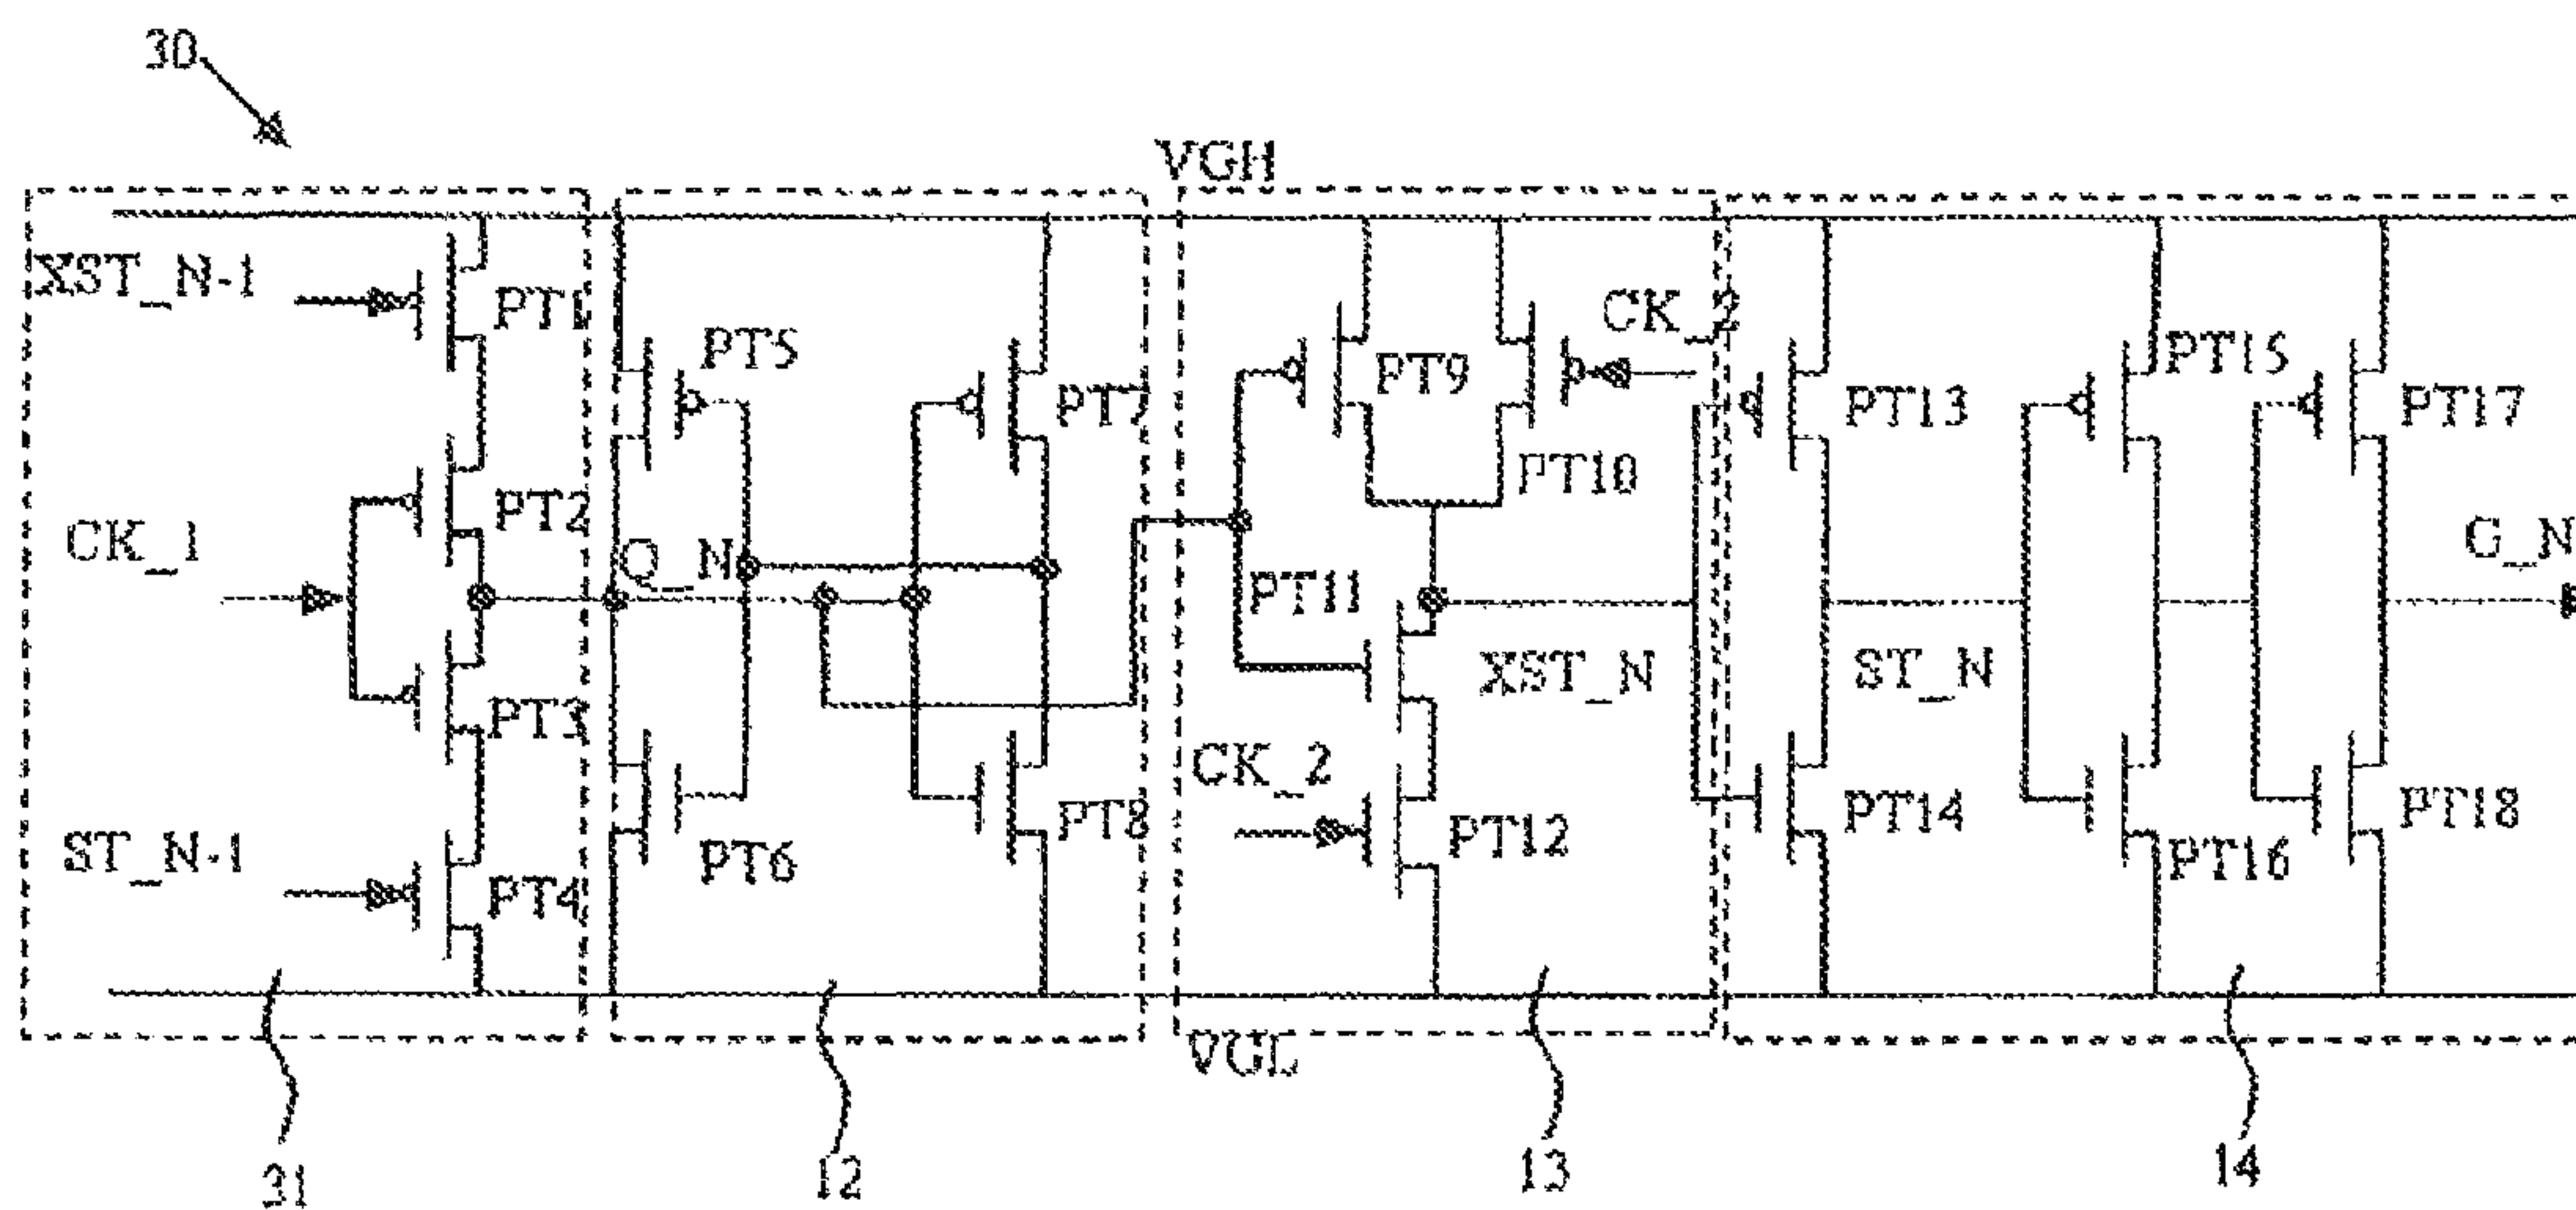 30
VGH
XST_N-1
PT1
PT5
CK_2
PT9
PT7
PT15
PT13
PT17
PT10
CK_1
PT2
Q_N
G_N
PT11
PT3
XST_N
ST_N
CK_2
ST_N-1
PT4
PT6
PT8
PT12
PT14
PT16
PT18
VGL
31
12
13
14